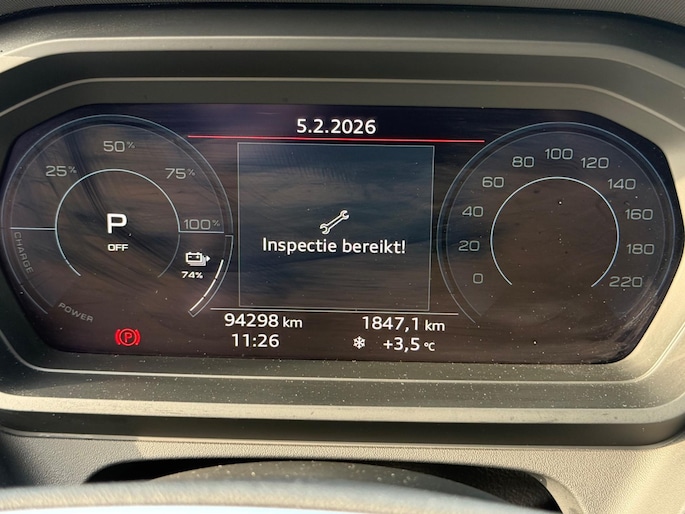 5.2.2026
50%
25%
75%
100%
P
OFF
CHARGE
POWER
74%
Inspectie bereikt!
0
20
40
60
80
100
120
140
160
180
220
94298 km
1847,1 km
(P)
11:26
+3,5 °C